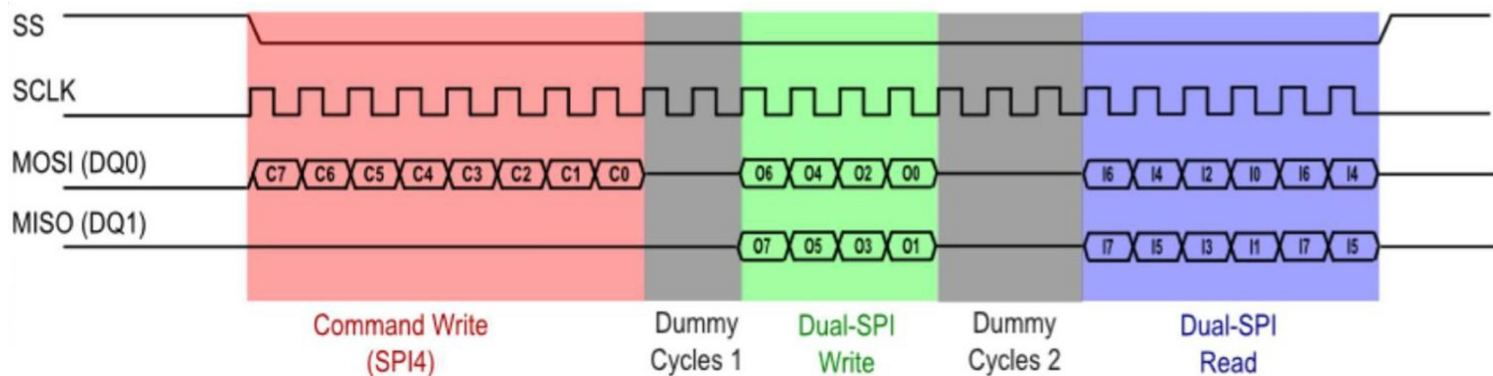 SS
SCLK
MOSI (DQ0)
C7 C6 C5 C4 C3 C2 C1 C0 O6 O4 O2 O0 I6 I4 I2 I0 I6 I4
MISO (DQ1)
O7 O5 O3 O1 I7 I5 I3 I1 I7 I5
Command Write
(SPI4)
Dummy
Cycles 1
Dual-SPI
Write
Dummy
Cycles 2
Dual-SPI
Read